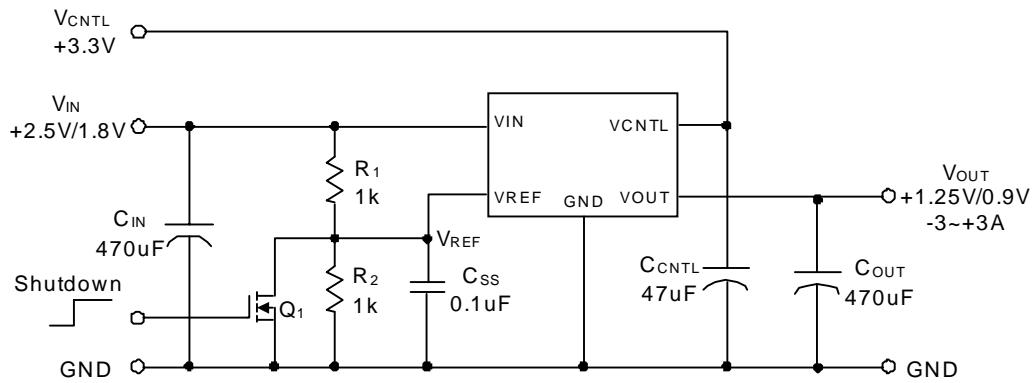 VCNTL
+3.3V
VIN
+2.5V/1.8V
VIN
VCNTL
VREF
GND
VOUT
R1
1k
VREF
CIN
470uF
R2
1k
CSS
0.1uF
CCNTL
47uF
COUT
470uF
VOUT
+1.25V/0.9V
-3~+3A
Shutdown
Q1
GND
GND